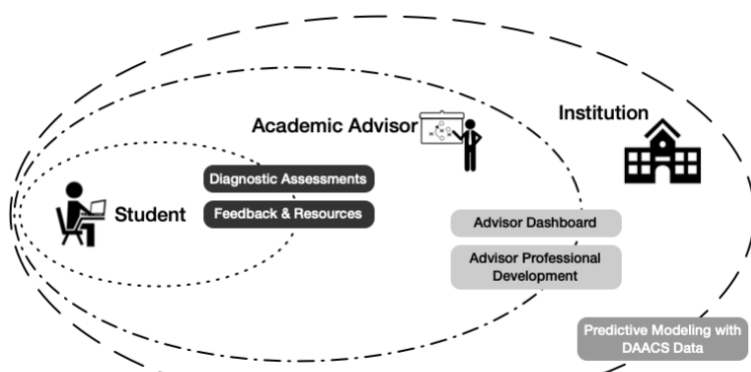 Institution
Academic Advisor
Diagnostic Assessments
Student
Feedback & Resources
Advisor Dashboard
Advisor Professional
Development
Predictive Modeling with
DAACS Data